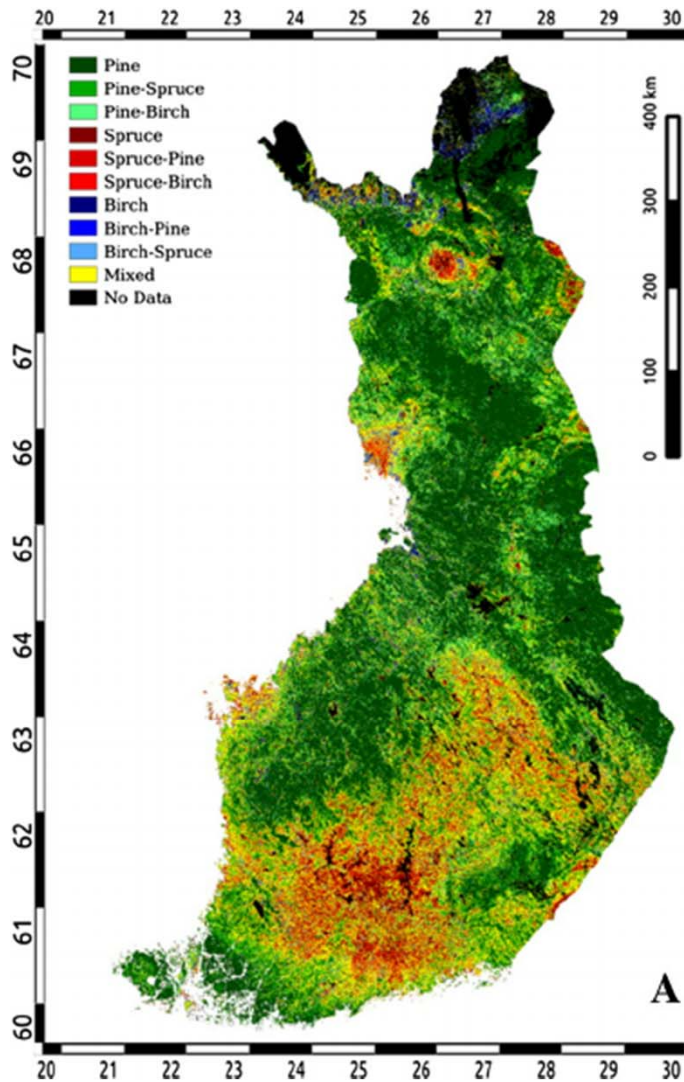 20 21 22 23 24 25 26 27 28 30
70
69
68
67
66
65
64
63
62
61
60
Pine
Pine-Spruce
Pine-Birch
Spruce
Spruce-Pine
Spruce-Birch
Birch
Birch-Pine
Birch-Spruce
Mixed
No Data
400 km
300
200
100
0
A
20 21 22 23 24 25 26 27 28 30